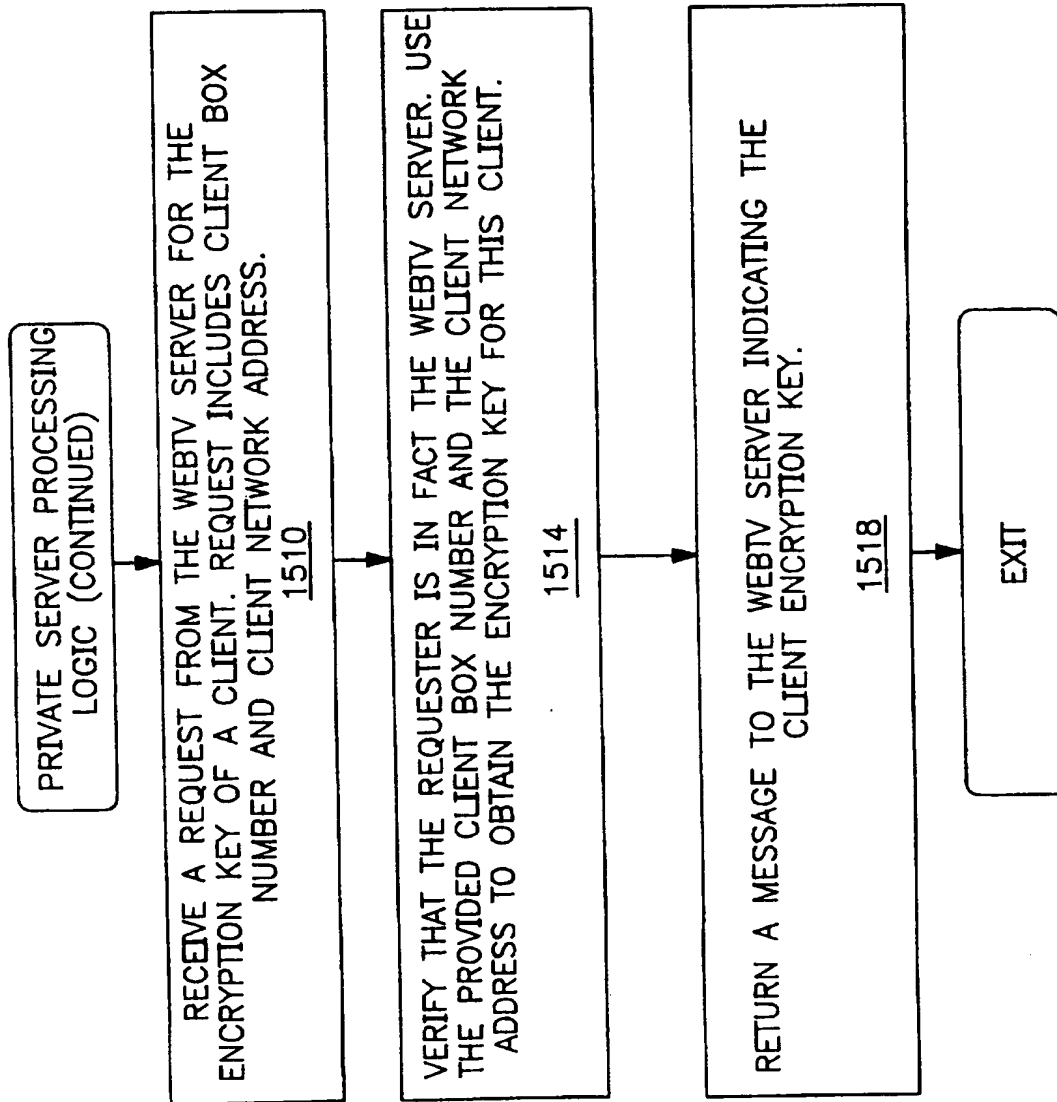 PRIVATE SERVER PROCESSING
LOGIC (CONTINUED)
RECEIVE A REQUEST FROM THE WEBTV SERVER FOR THE
ENCRYPTION KEY OF A CLIENT. REQUEST INCLUDES CLIENT BOX
NUMBER AND CLIENT NETWORK ADDRESS.
1510
VERIFY THAT THE REQUESTER IS IN FACT THE WEBTV SERVER. USE
THE PROVIDED CLIENT BOX NUMBER AND THE CLIENT NETWORK
ADDRESS TO OBTAIN THE ENCRYPTION KEY FOR THIS CLIENT.
1514
RETURN A MESSAGE TO THE WEBTV SERVER INDICATING THE
CLIENT ENCRYPTION KEY.
1518
EXIT